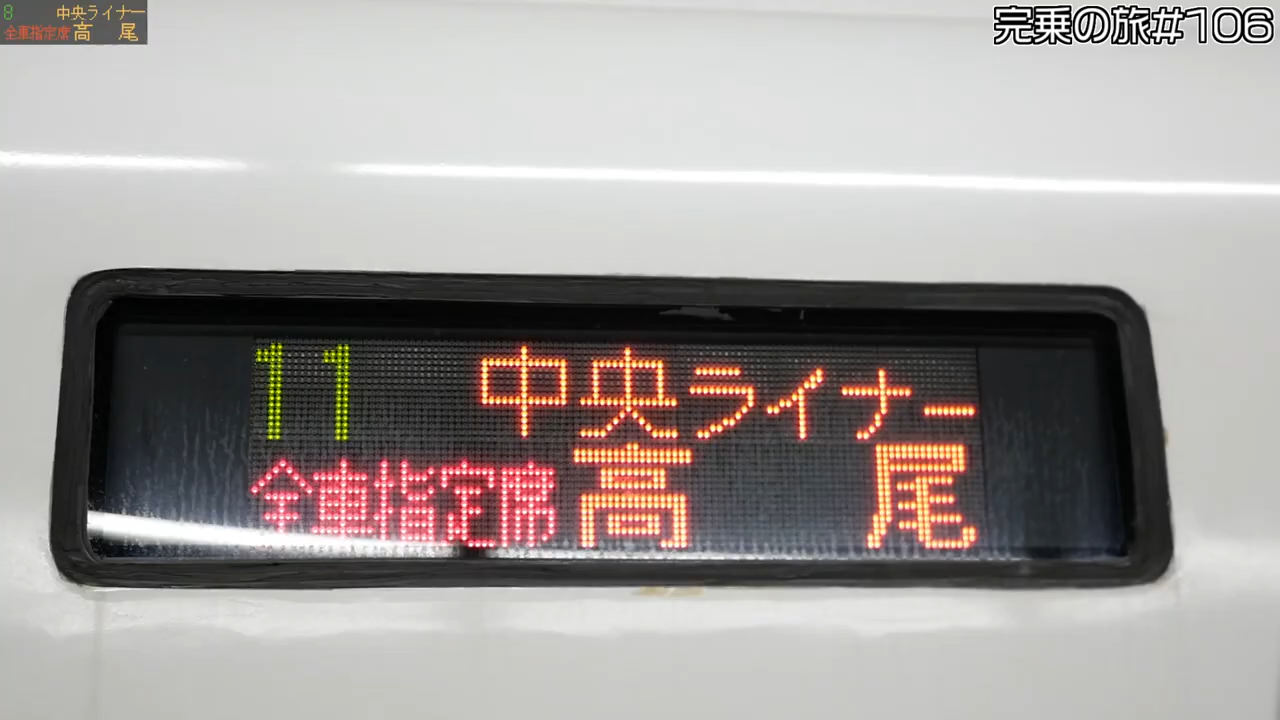 8 中央ライナー
全車指定席 高 尾
完乗の旅#106
11 中央ライナー
全車指定席 高 尾